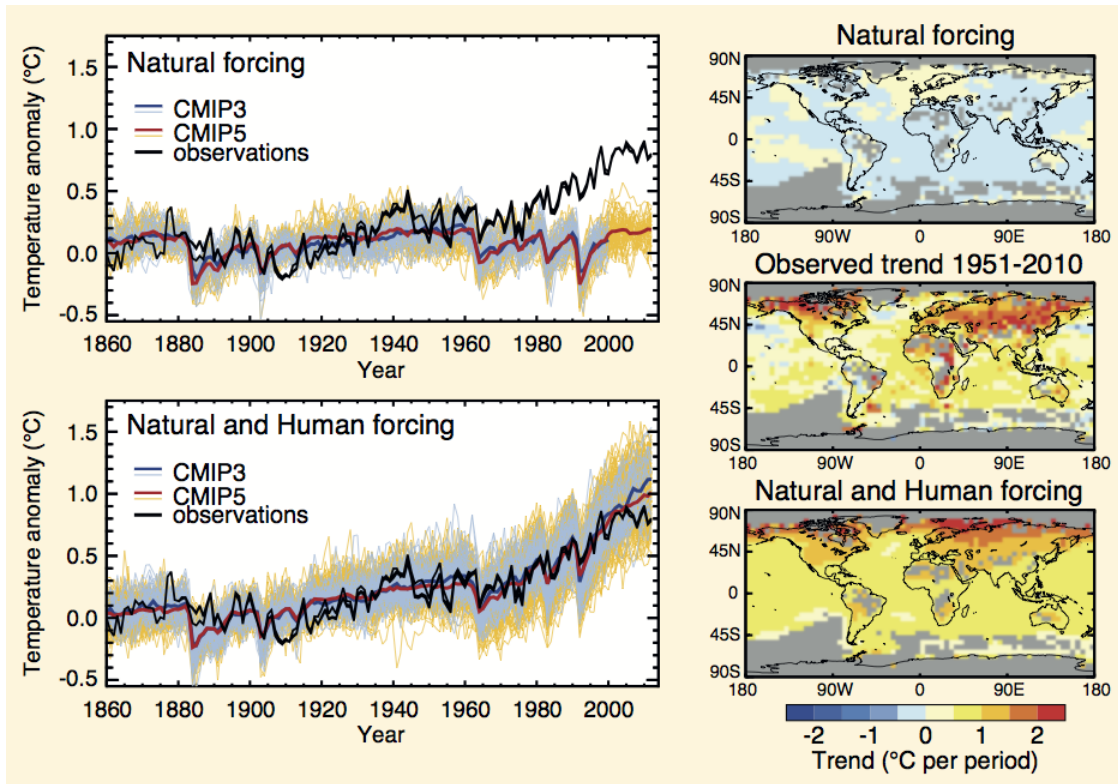 Natural forcing
CMIP3
CMIP5
observations
Temperature anomaly (°C)
1.5
1.0
0.5
0.0
-0.5
1860 1880 1900 1920 1940 1960 1980 2000
Year
Natural and Human forcing
CMIP3
CMIP5
observations
Temperature anomaly (°C)
1.5
1.0
0.5
0.0
-0.5
1860 1880 1900 1920 1940 1960 1980 2000
Year
Natural forcing
90N
45N
0
45S
90S
180 90W 0 90E 180
Observed trend 1951-2010
90N
45N
0
45S
90S
180 90W 0 90E 180
Natural and Human forcing
90N
45N
0
45S
90S
180 90W 0 90E 180
-2 -1 0 1 2
Trend (°C per period)